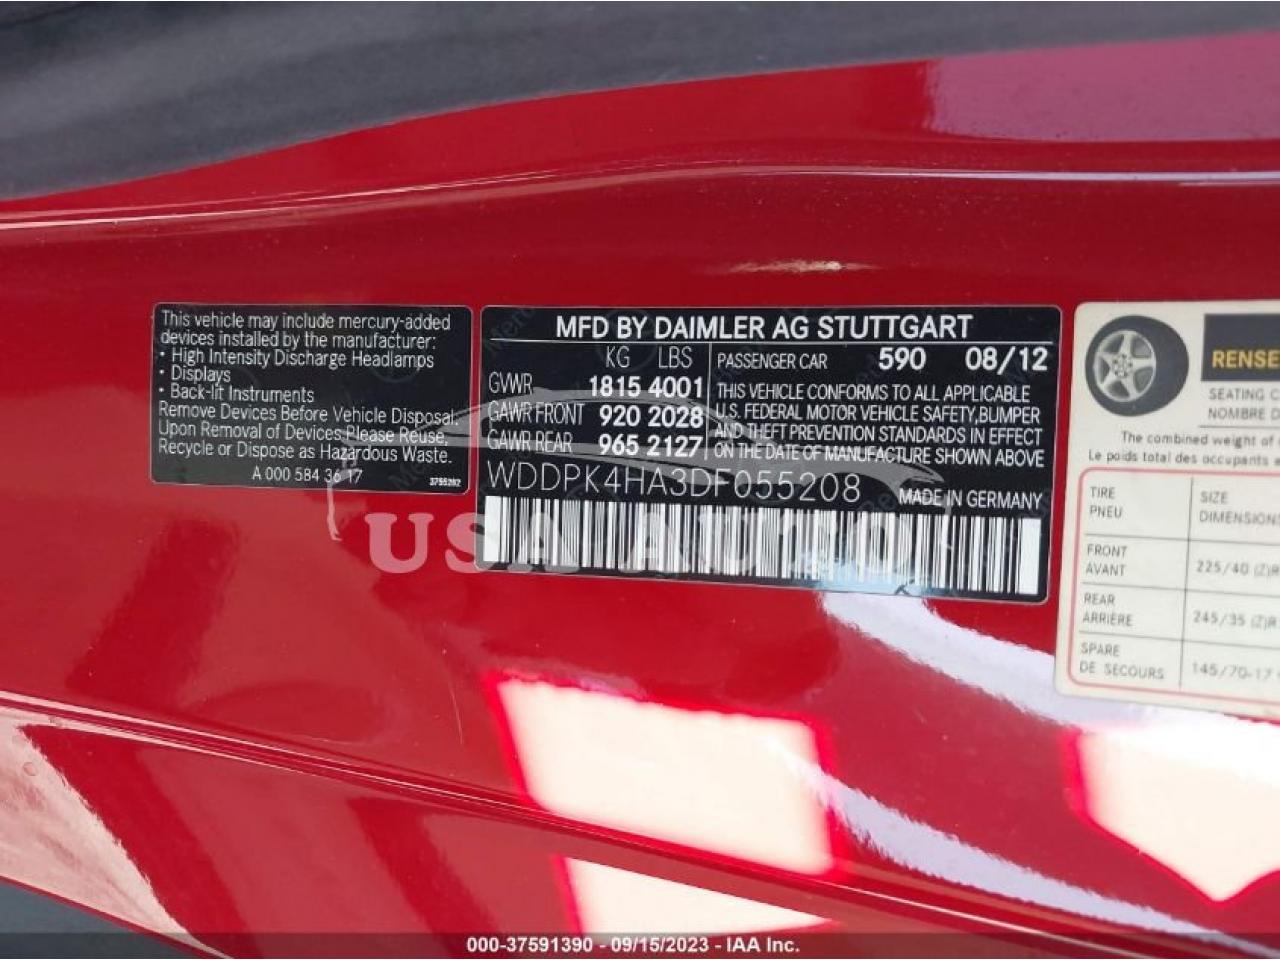 This vehicle may include mercury-added
devices installed by the manufacturer:
• High Intensity Discharge Headlamps
• Displays
• Back-lit Instruments
Remove Devices Before Vehicle Disposal.
Upon Removal of Devices Please Reuse,
Recycle or Dispose as Hazardous Waste.
A 000 584 36 17
3755282
MFD BY DAIMLER AG STUTTGART
KG LBS
GVWR 1815 4001
GAWR FRONT 920 2028
GAWR REAR 965 2127
PASSENGER CAR 590 08/12
THIS VEHICLE CONFORMS TO ALL APPLICABLE
U.S. FEDERAL MOTOR VEHICLE SAFETY,BUMPER
AND THEFT PREVENTION STANDARDS IN EFFECT
ON THE DATE OF MANUFACTURE SHOWN ABOVE
WDDPK4HA3DF055208
MADE IN GERMANY
USA AUTO
RENSE
SEATING C
NOMBRE D
The combined weight of
Le poids total des occupants
TIRE
PNEU
SIZE
DIMENSION
FRONT
AVANT
225/40 (Z)R
REAR
ARRIÈRE
245/35 (Z)R
SPARE
DE SECOURS
145/70-17
000-37591390 - 09/15/2023 - IAA Inc.